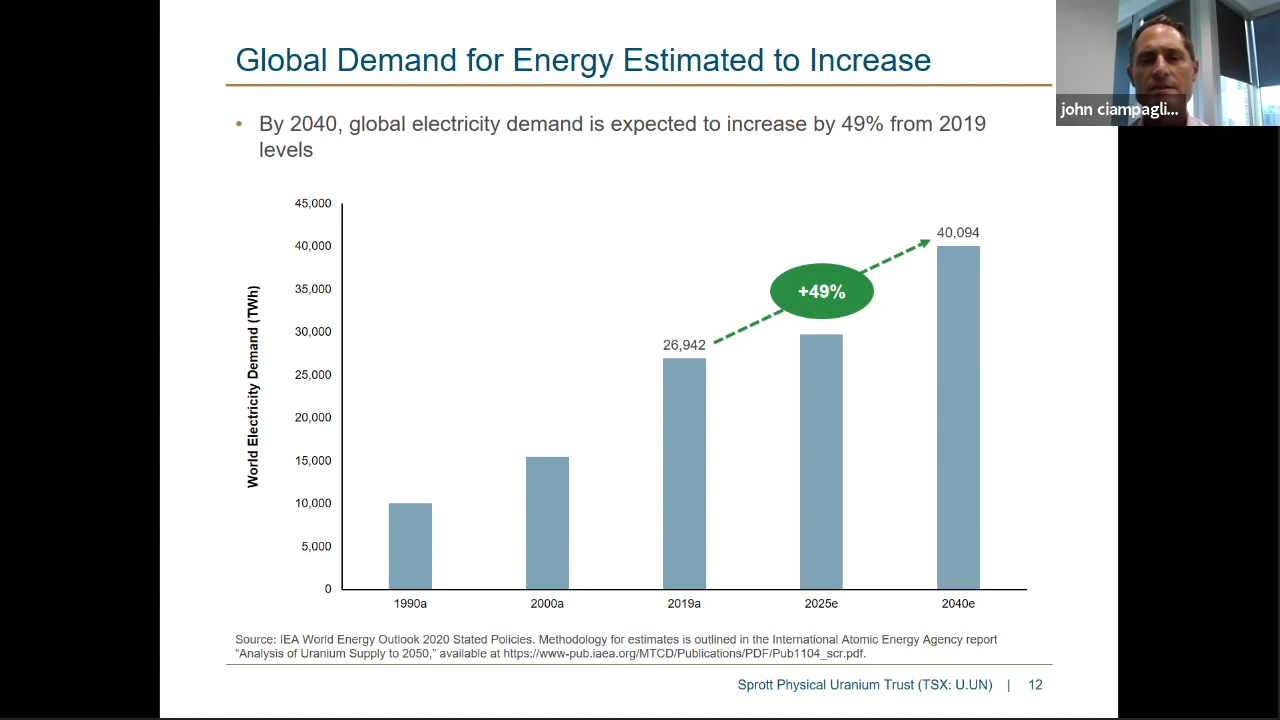 Global Demand for Energy Estimated to Increase
john ciampagli...
• By 2040, global electricity demand is expected to increase by 49% from 2019
levels
World Electricity Demand (TWh)
45,000
40,000
35,000
30,000
25,000
20,000
15,000
10,000
5,000
0
26,942
+49%
40,094
1990a
2000a
2019a
2025e
2040e
Source: IEA World Energy Outlook 2020 Stated Policies. Methodology for estimates is outlined in the International Atomic Energy Agency report
“Analysis of Uranium Supply to 2050,” available at https://www-pub.iaea.org/MTCD/Publications/PDF/Pub1104_scr.pdf.
Sprott Physical Uranium Trust (TSX: U.UN) | 12